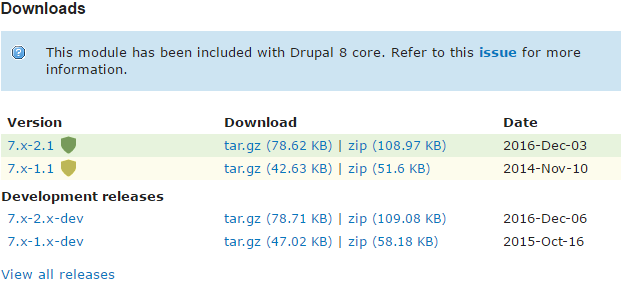 Downloads
This module has been included with Drupal 8 core. Refer to this issue for more
information.
Version Download Date
7.x-2.1 tar.gz (78.62 KB) | zip (108.97 KB) 2016-Dec-03
7.x-1.1 tar.gz (42.63 KB) | zip (51.6 KB) 2014-Nov-10
Development releases
7.x-2.x-dev tar.gz (78.71 KB) | zip (109.08 KB) 2016-Dec-06
7.x-1.x-dev tar.gz (47.02 KB) | zip (58.18 KB) 2015-Oct-16
View all releases